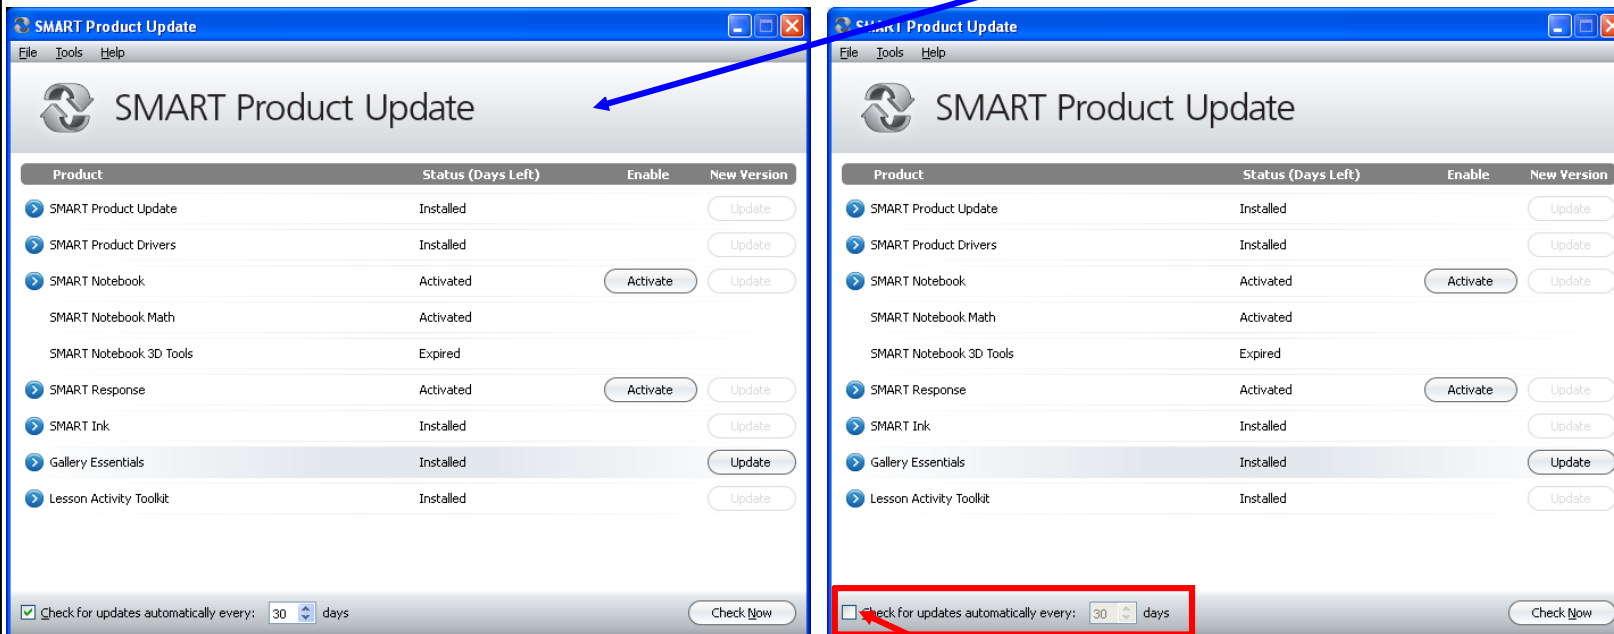 SMART Product Update
File Tools Help
SMART Product Update
Product Status (Days Left) Enable New Version
SMART Product Update Installed Update
SMART Product Drivers Installed Update
SMART Notebook Activated Activate Update
SMART Notebook Math Activated
SMART Notebook 3D Tools Expired
SMART Response Activated Activate Update
SMART Ink Installed Update
Gallery Essentials Installed Update
Lesson Activity Toolkit Installed Update
Check for updates automatically every: 30 days Check Now
SMART Product Update
File Tools Help
SMART Product Update
Product Status (Days Left) Enable New Version
SMART Product Update Installed Update
SMART Product Drivers Installed Update
SMART Notebook Activated Activate Update
SMART Notebook Math Activated
SMART Notebook 3D Tools Expired
SMART Response Activated Activate Update
SMART Ink Installed Update
Gallery Essentials Installed Update
Lesson Activity Toolkit Installed Update
Check for updates automatically every: 30 days Check Now